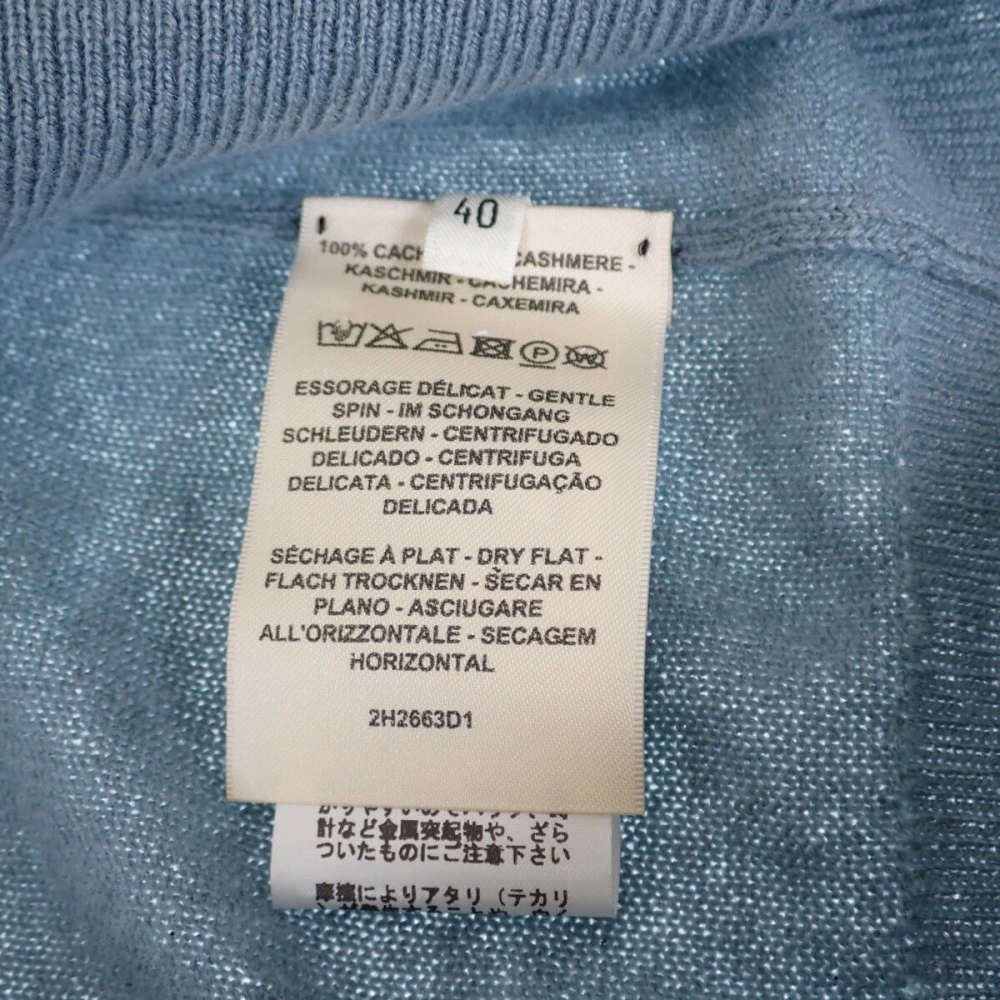 40
100% CACH CASHMERE -
KASCHMIR - CACHEMIRA -
KASHMIR - CAXEMIRA
P
W
ESSORAGE DÉLICAT - GENTLE
SPIN - IM SCHONGANG
SCHLEUDERN - CENTRIFUGADO
DELICADO - CENTRIFUGA
DELICATA - CENTRIFUGAÇÃO
DELICADA
SÉCHAGE À PLAT - DRY FLAT -
FLACH TROCKNEN - SECAR EN
PLANO - ASCIUGARE
ALL'ORIZZONTALE - SECAGEM
HORIZONTAL
2H2663D1
計など金属突起物や、ざら
ついたものにご注意下さい
摩擦によりアタリ（テカリ